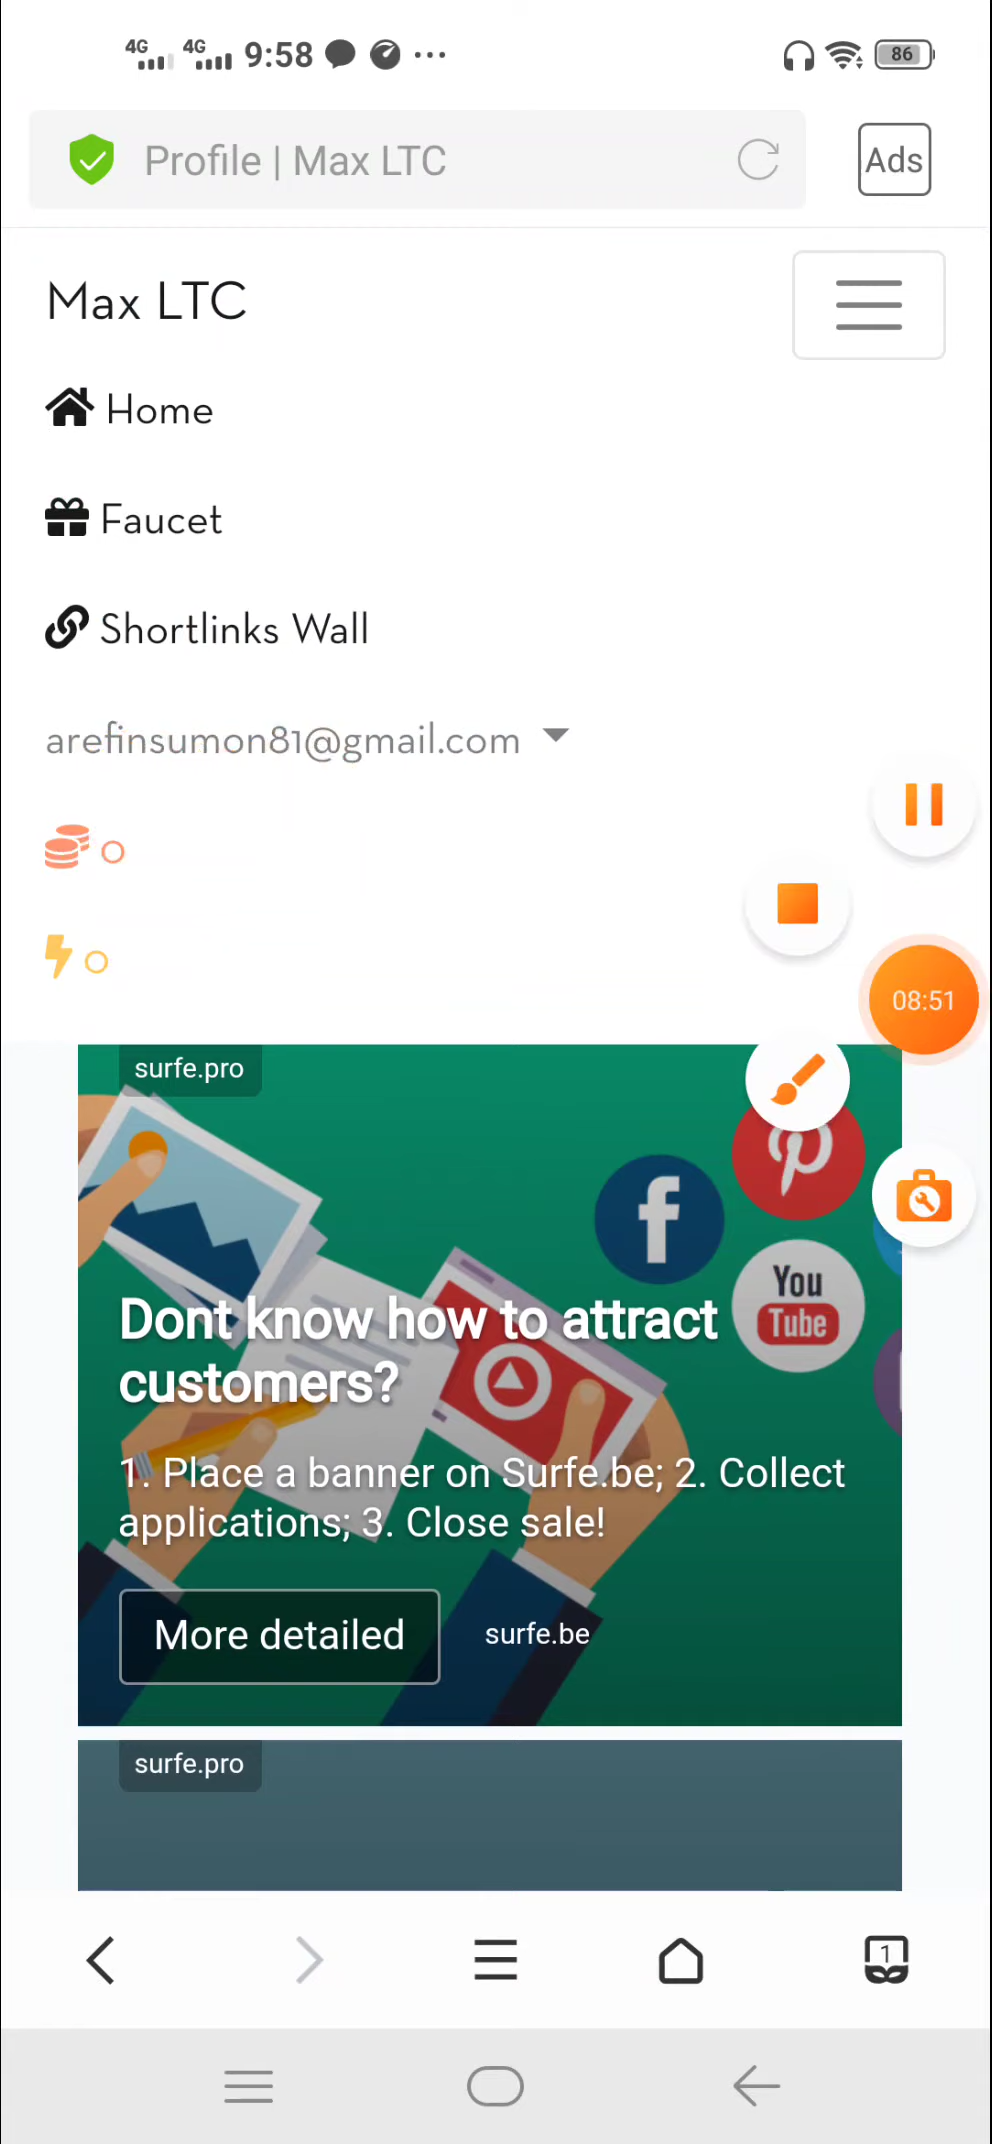 4G 4G 9:58 ... 86
Profile | Max LTC Ads
Max LTC
Home
Faucet
Shortlinks Wall
arefinsumon81@gmail.com
0
0
08:51
surfe.pro
You
Tube
Dont know how to attract
customers?
1. Place a banner on Surfe.be; 2. Collect
applications; 3. Close sale!
More detailed surfe.be
surfe.pro
1